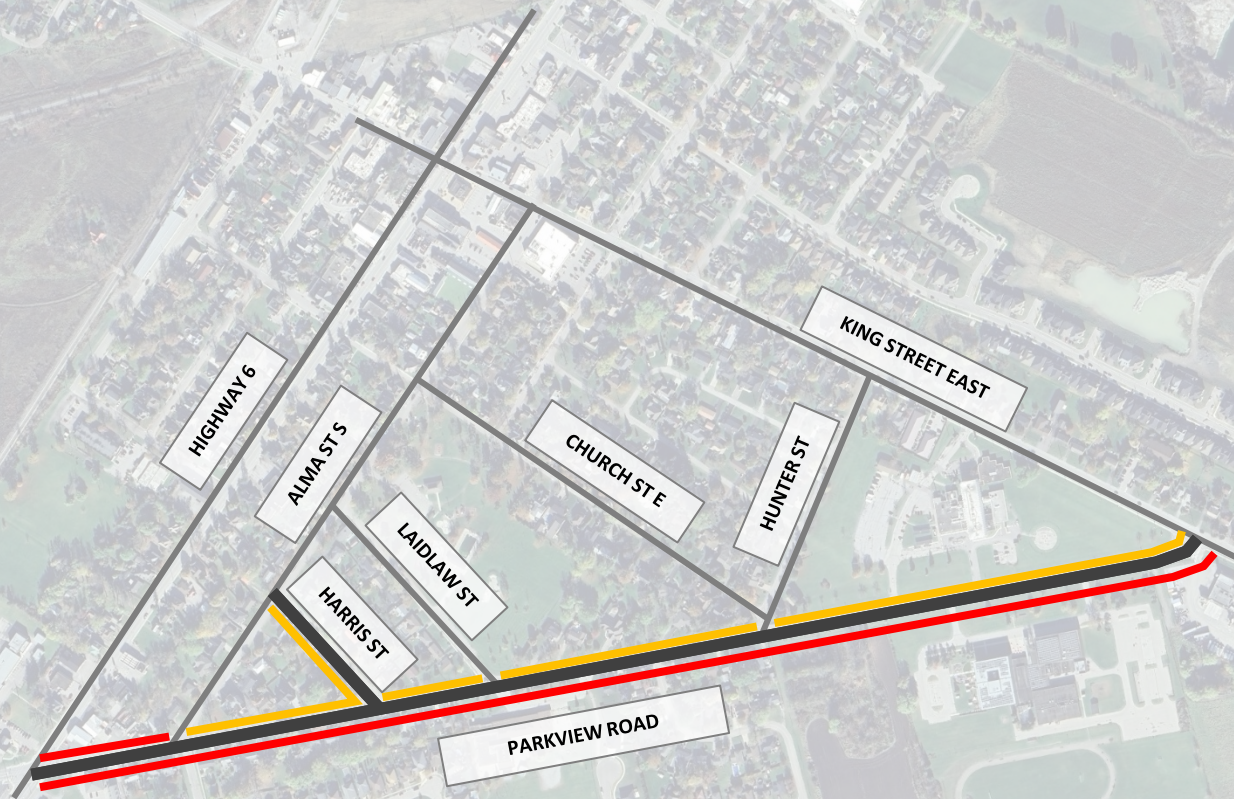 KING STREET EAST
HIGHWAY 6
ALMA ST S
CHURCH ST E
HUNTER ST
LAIDLAW ST
HARRIS ST
PARKVIEW ROAD